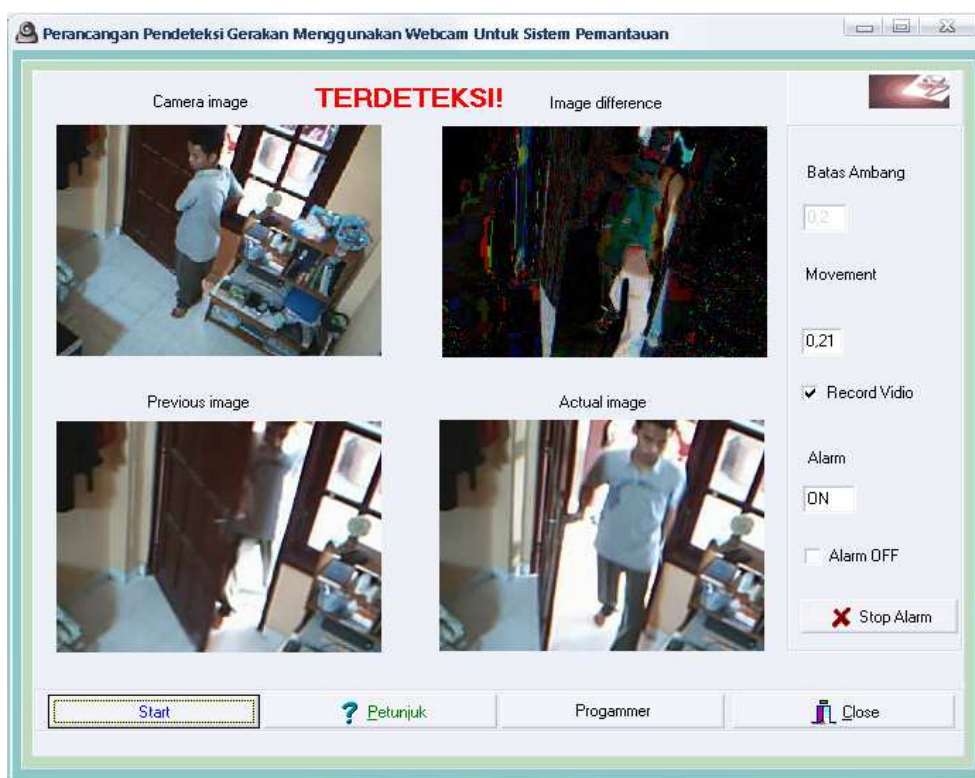 Perancangan Pendeteksi Gerakan Menggunakan Webcam Untuk Sistem Pemantauan
Camera image
TERDETEKSI!
Image difference
Batas Ambang
0,2
Movement
0,21
Previous image
Actual image
Record Vidio
Alarm
ON
Alarm OFF
Stop Alarm
Start
? Petunjuk
Progammer
Close